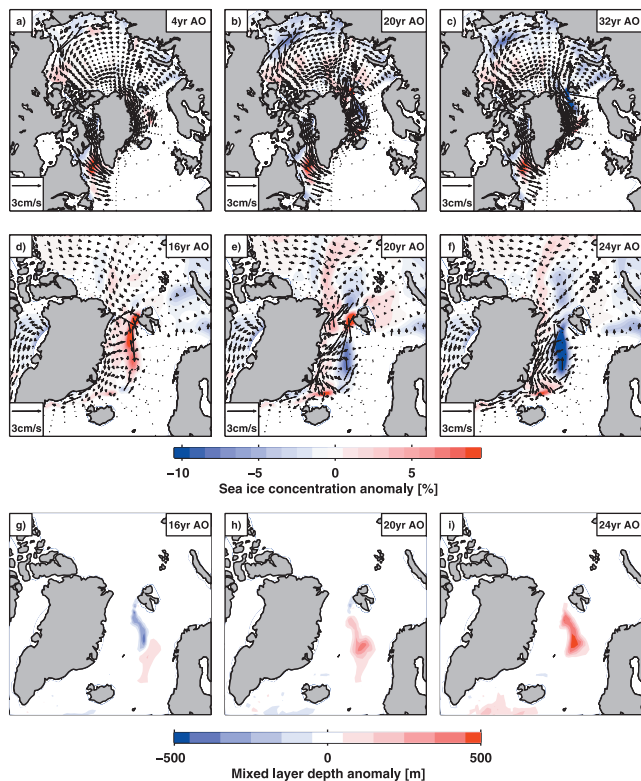 a) 4yr AO b) 20yr AO c) 32yr AO
3cm/s 3cm/s 3cm/s
d) 16yr AO e) 20yr AO f) 24yr AO
3cm/s 3cm/s 3cm/s
−10 −5 0 5
Sea ice concentration anomaly [%]
g) 16yr AO h) 20yr AO i) 24yr AO
−500 0 500
Mixed layer depth anomaly [m]